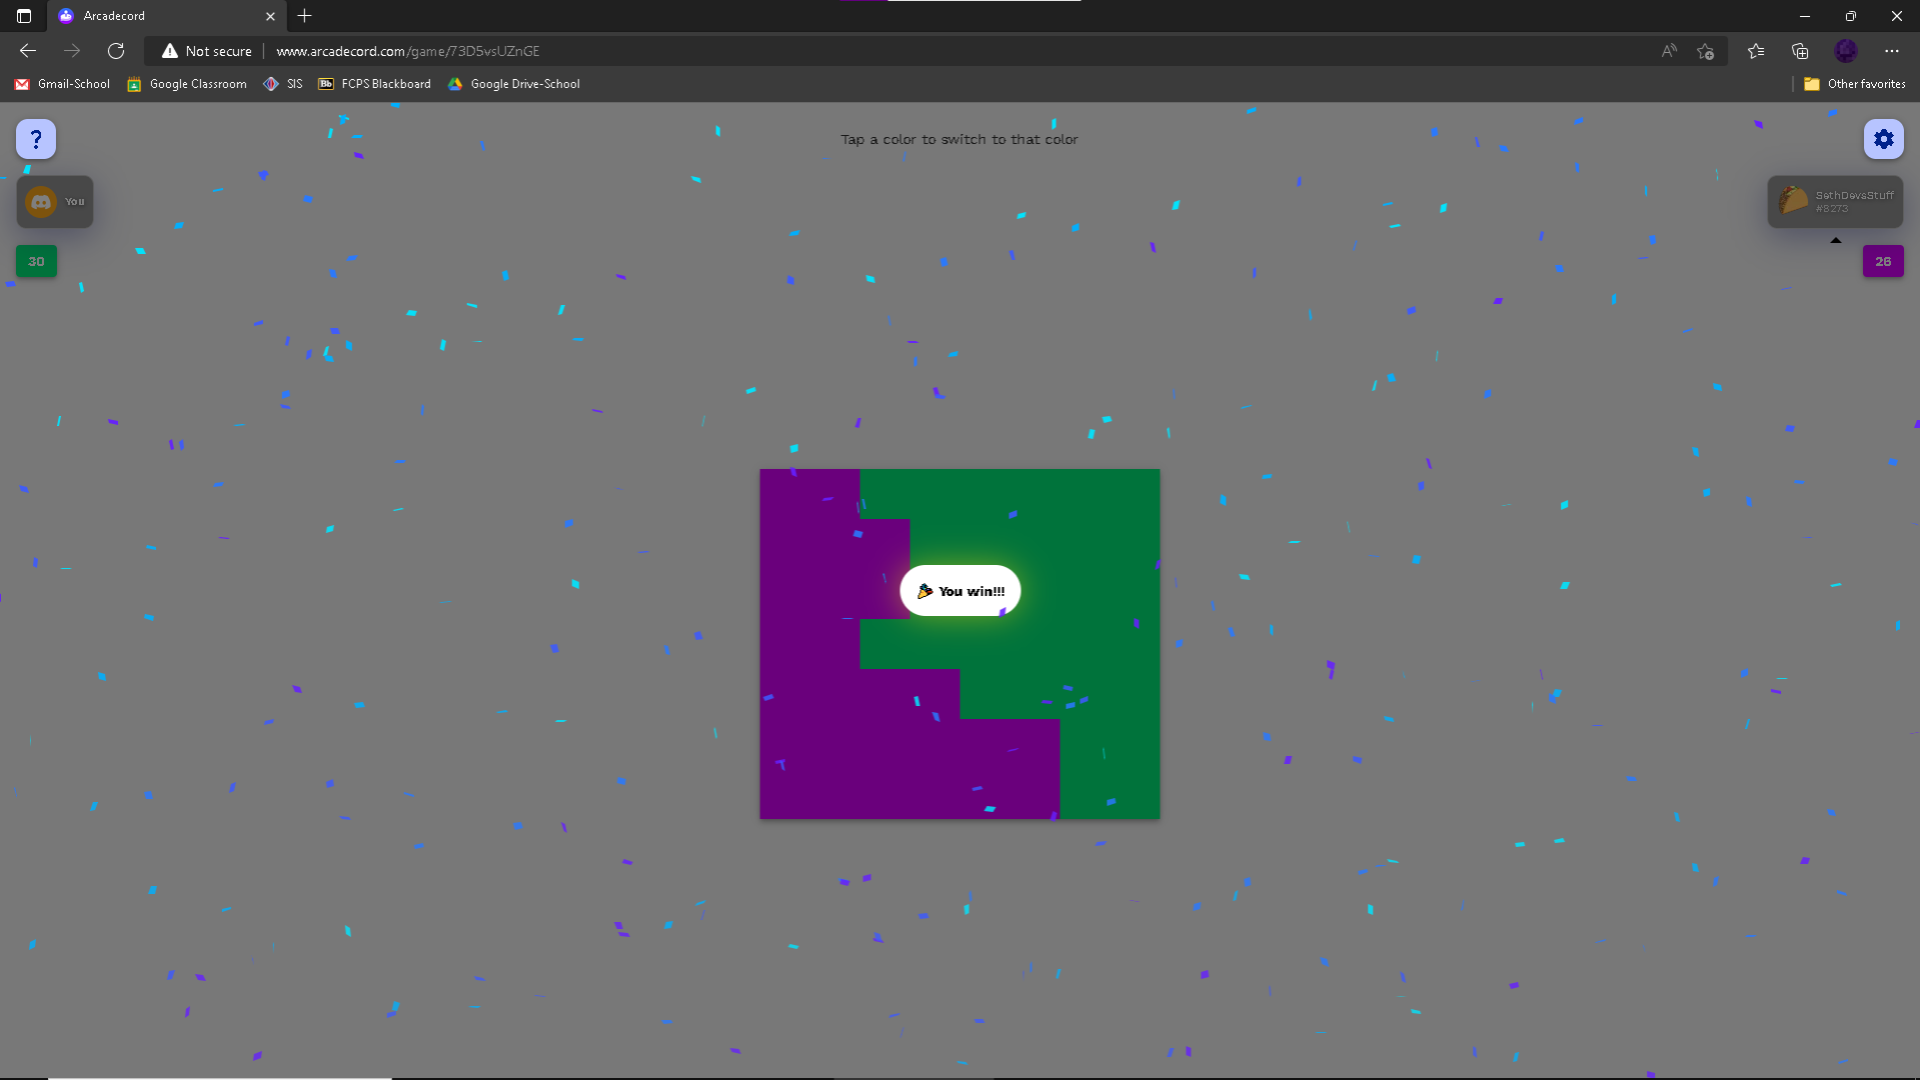 Arcadecord
Not secure www.arcadecord.com/game/73D5vsUZnGE
Gmail-School Google Classroom SIS Bb FCPS Blackboard Google Drive-School Other favorites
?
Tap a color to switch to that color
You
SethDevsStuff
#8273
30
26
You win!!!